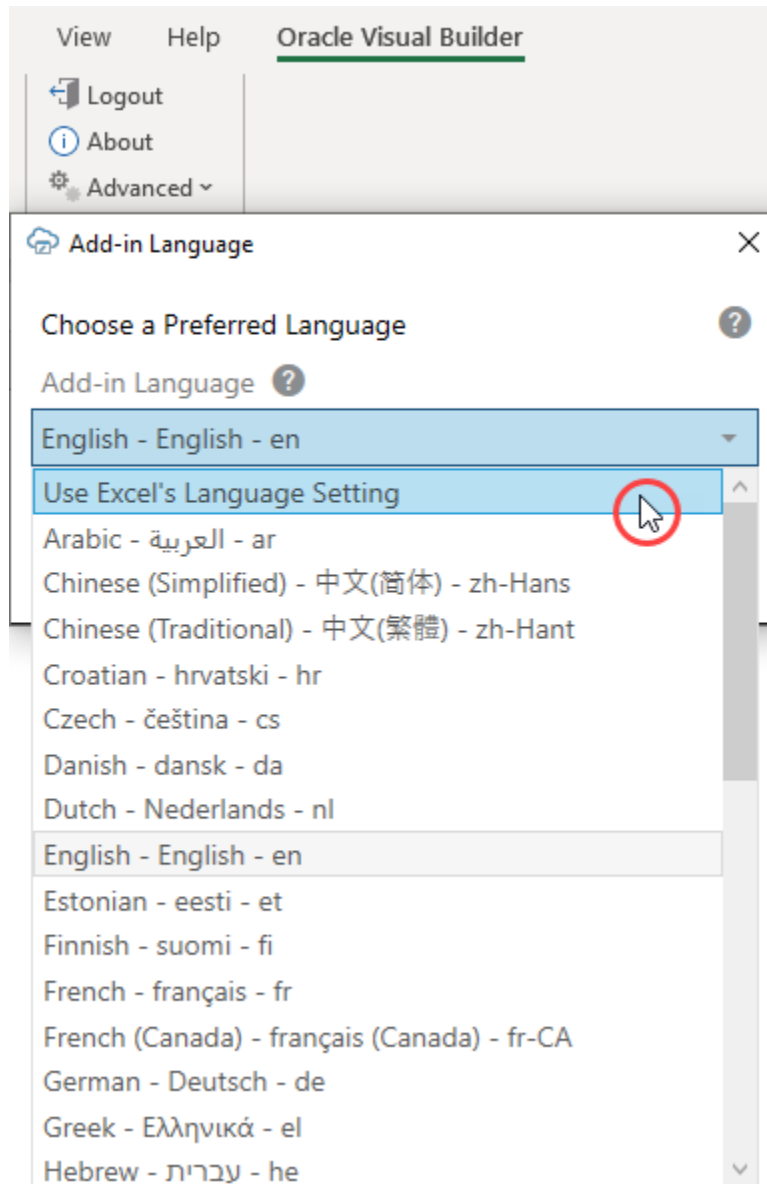 View Help Oracle Visual Builder
Logout
About
Advanced
Add-in Language
Choose a Preferred Language
Add-in Language
English - English - en
Use Excel's Language Setting
Arabic - العربية - ar
Chinese (Simplified) - 中文(简体) - zh-Hans
Chinese (Traditional) - 中文(繁體) - zh-Hant
Croatian - hrvatski - hr
Czech - čeština - cs
Danish - dansk - da
Dutch - Nederlands - nl
English - English - en
Estonian - eesti - et
Finnish - suomi - fi
French - français - fr
French (Canada) - français (Canada) - fr-CA
German - Deutsch - de
Greek - Ελληνικά - el
Hebrew - עברית - he